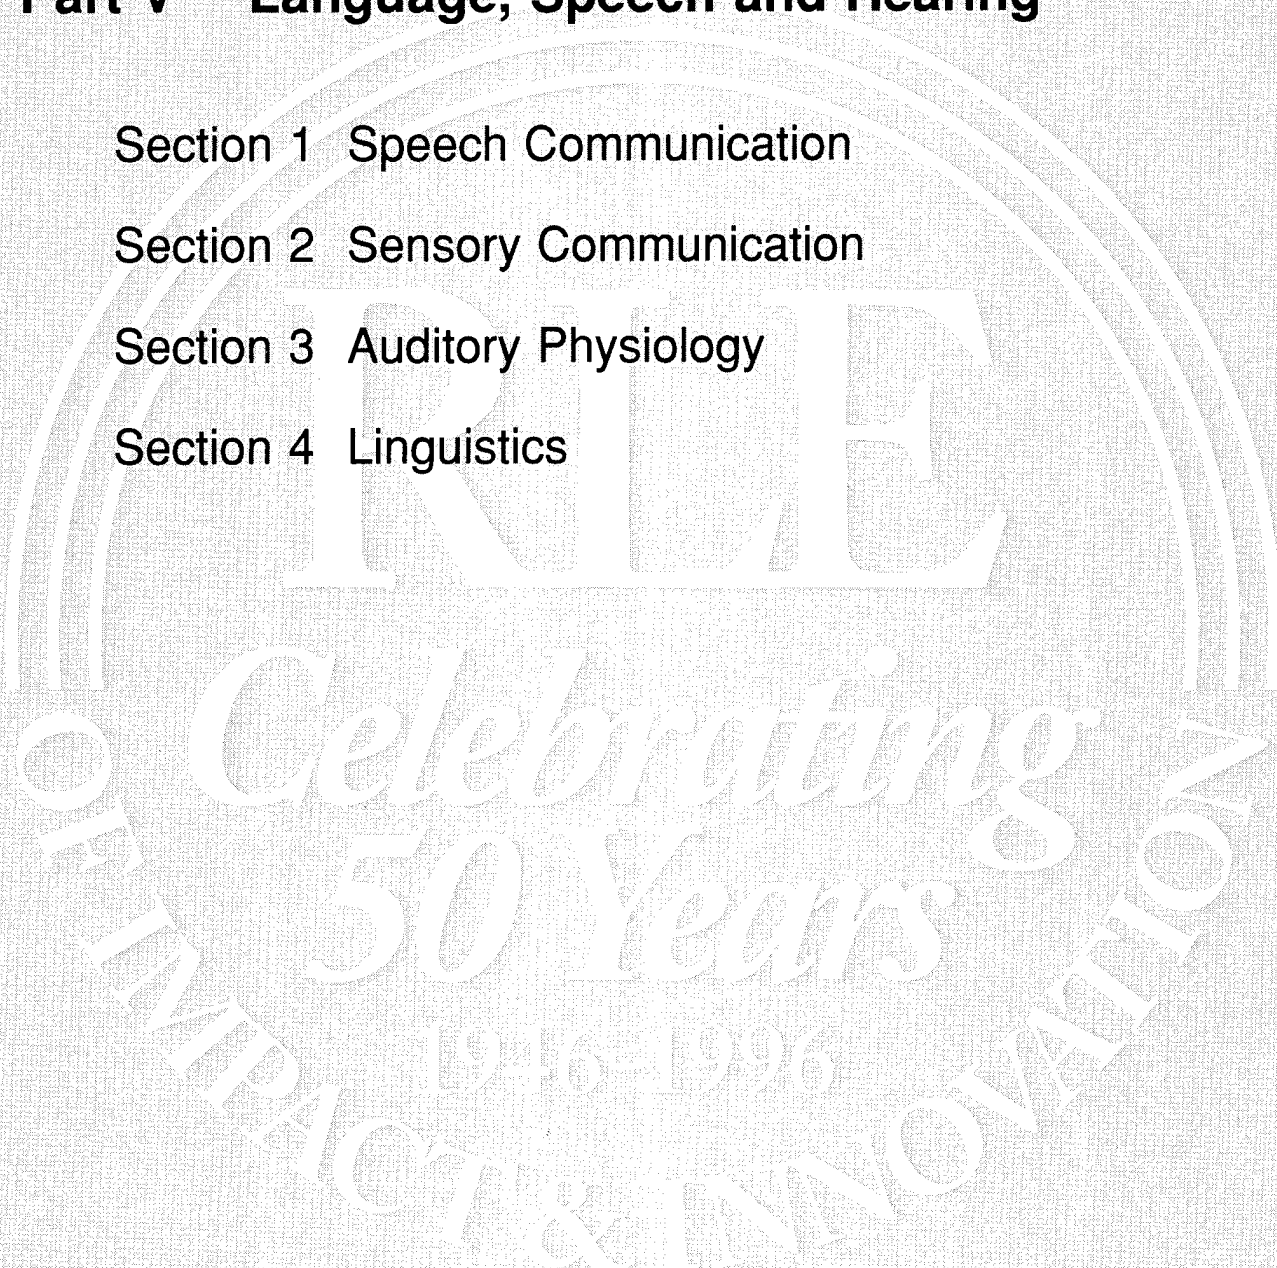 Part V Language, Speech and Hearing
Section 1 Speech Communication
Section 2 Sensory Communication
Section 3 Auditory Physiology
Section 4 Linguistics
RLE
Celebrating
50 Years
1946-1996
OF IMPACT & INNOVATION